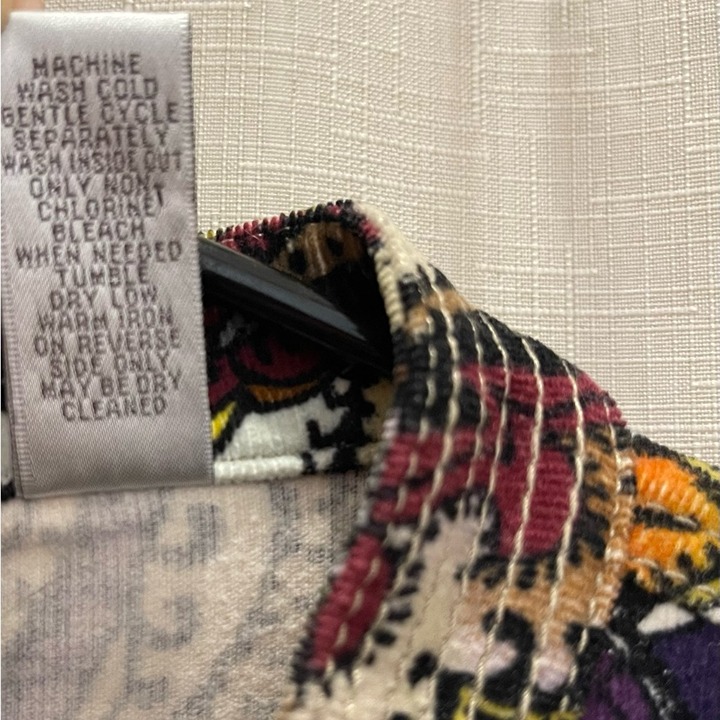 MACHINE
WASH COLD
GENTLE CYCLE
SEPARATELY
WASH INSIDE OUT
ONLY NON
CHLORINE
BLEACH
WHEN NEEDED
TUMBLE
DRY LOW
WARM IRON
ON REVERSE
SIDE ONLY
MAY BE DRY
CLEANED